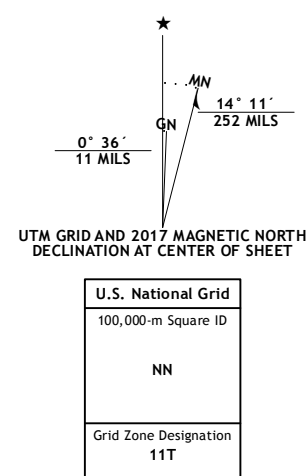 ★
MN
GN
14° 11´
252 MILS
0° 36´
11 MILS
UTM GRID AND 2017 MAGNETIC NORTH
DECLINATION AT CENTER OF SHEET
U.S. National Grid
100,000-m Square ID
NN
Grid Zone Designation
11T